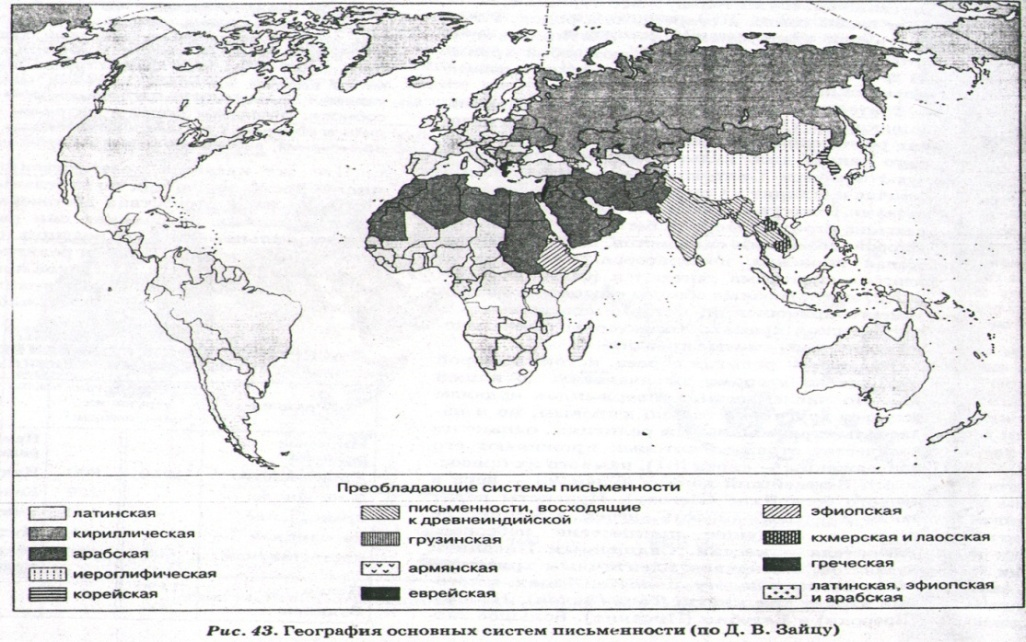 Преобладающие системы письменности
латинская
кириллическая
арабская
иероглифическая
корейская
письменности, восходящие
к древнеиндийской
грузинская
армянская
еврейская
эфиопская
кхмерская и лаосская
греческая
латинская, эфиопская
и арабская
Рис. 43. География основных систем письменности (по Д. В. Зайцу)